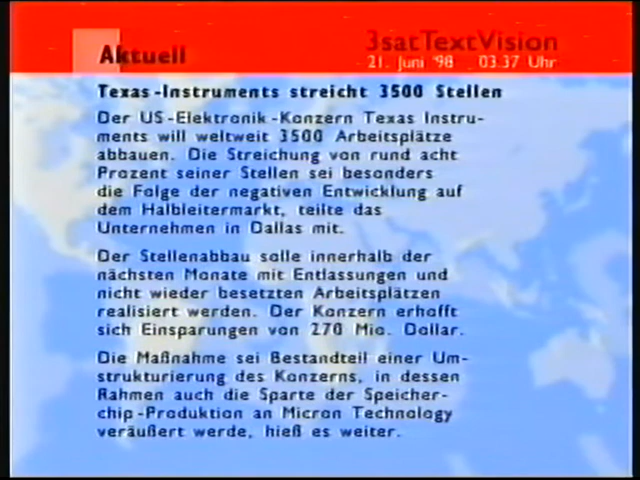 Aktuell
3satTextVision
21. Juni '98 03.37 Uhr
Texas-Instruments streicht 3500 Stellen
Der US-Elektronik-Konzern Texas Instru-
ments will weltweit 3500 Arbeitsplätze
abbauen. Die Streichung von rund acht
Prozent seiner Stellen sei besonders
die Folge der negativen Entwicklung auf
dem Halbleitermarkt, teilte das
Unternehmen in Dallas mit.
Der Stellenabbau solle innerhalb der
nächsten Monate mit Entlassungen und
nicht wieder besetzten Arbeitsplätzen
realisiert werden. Der Konzern erhofft
sich Einsparungen von 270 Mio. Dollar.
Die Maßnahme sei Bestandteil einer Um-
strukturierung des Konzerns, in dessen
Rahmen auch die Sparte der Speicher-
chip-Produktion an Micron Technology
veräußert werde, hieß es weiter.